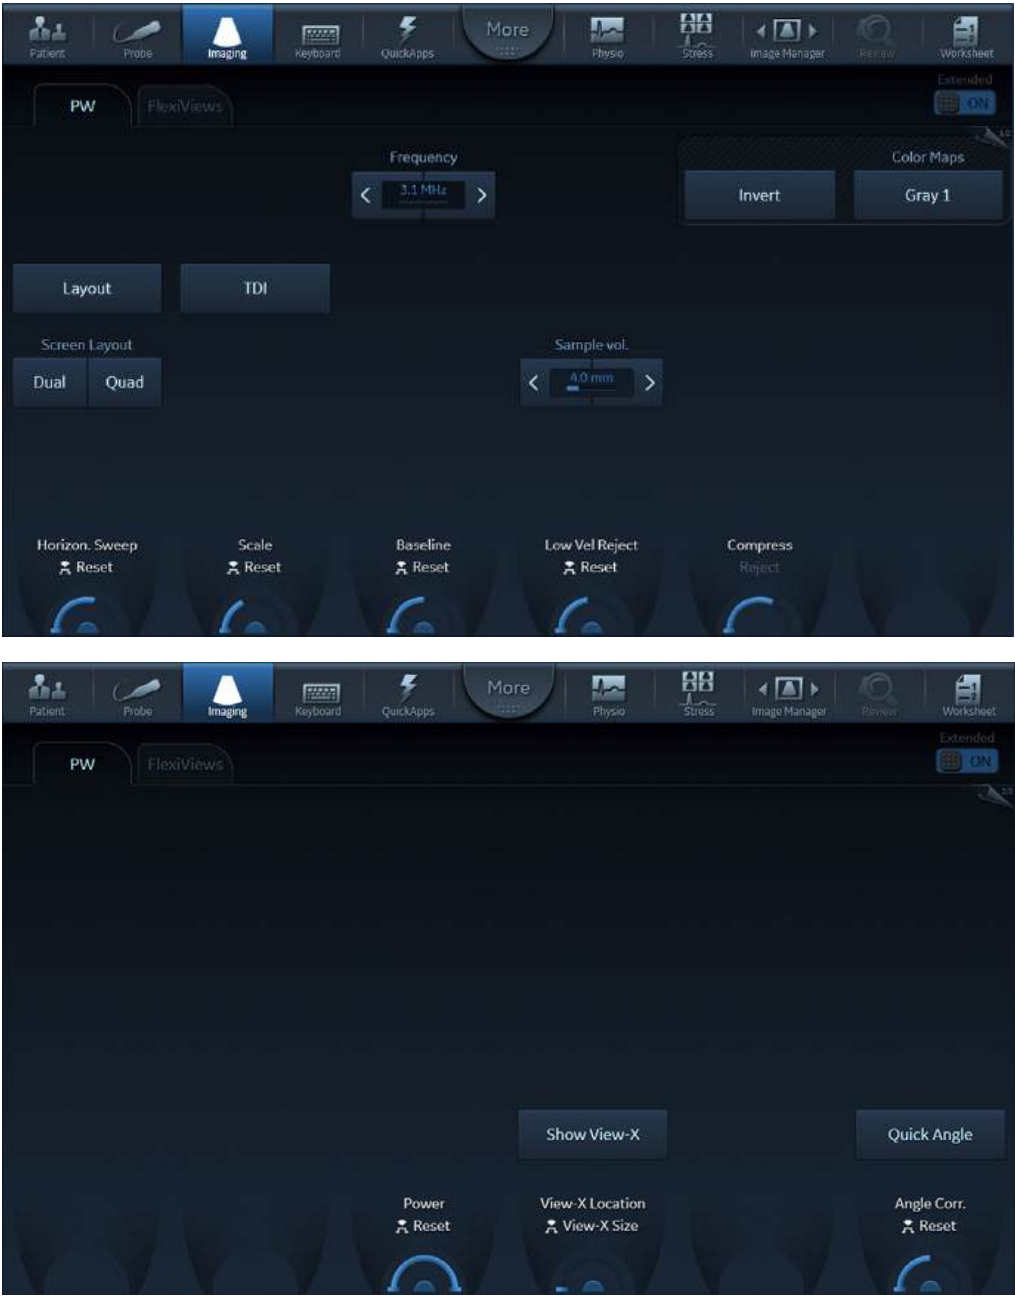 Patient Probe Imaging Keyboard QuickApps More Physio Stress Image Manager Review Worksheet
Extended
PW FlexiViews ON
1/2
Frequency Color Maps
3.1 MHz Invert Gray 1
Layout TDI
Screen Layout Sample vol.
Dual Quad 4.0 mm
Horizon. Sweep Scale Baseline Low Vel Reject Compress
Reset Reset Reset Reset Reject
Patient Probe Imaging Keyboard QuickApps More Physio Stress Image Manager Review Worksheet
Extended
PW FlexiViews ON
Show View-X Quick Angle
Power View-X Location Angle Corr.
Reset View-X Size Reset